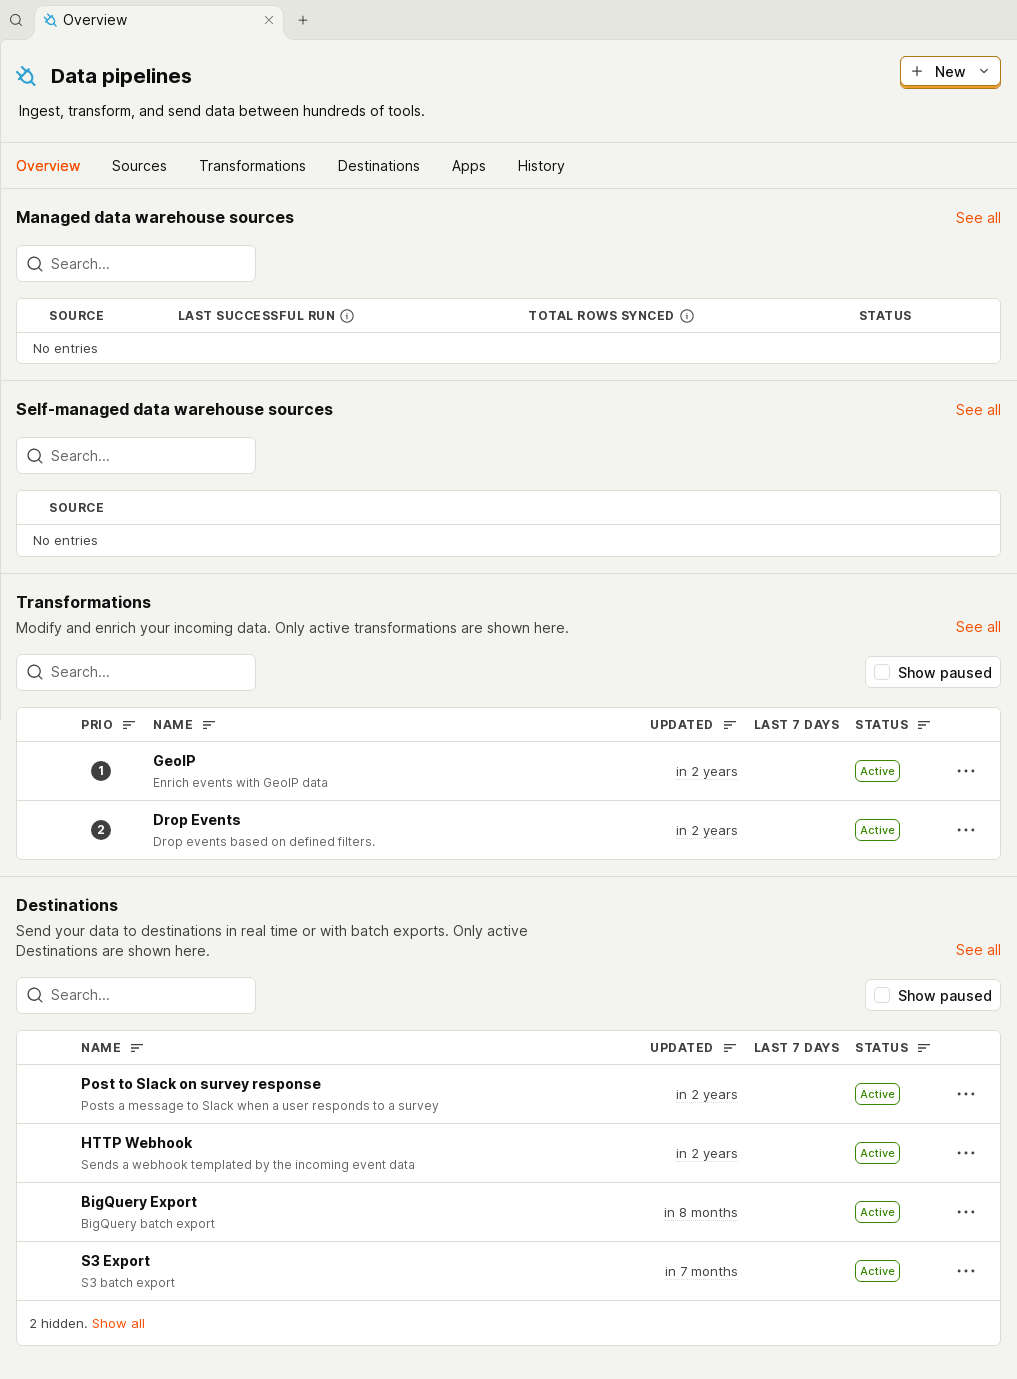 Overview
Data pipelines
New
Ingest, transform, and send data between hundreds of tools.
Overview Sources Transformations Destinations Apps History
Managed data warehouse sources
See all
Search...
SOURCE LAST SUCCESSFUL RUN TOTAL ROWS SYNCED STATUS
No entries
Self-managed data warehouse sources
See all
Search...
SOURCE
No entries
Transformations
Modify and enrich your incoming data. Only active transformations are shown here.
See all
Search...
Show paused
PRIO NAME UPDATED LAST 7 DAYS STATUS
1 GeoIP in 2 years Active
Enrich events with GeoIP data
2 Drop Events in 2 years Active
Drop events based on defined filters.
Destinations
Send your data to destinations in real time or with batch exports. Only active
Destinations are shown here.
See all
Search...
Show paused
NAME UPDATED LAST 7 DAYS STATUS
Post to Slack on survey response in 2 years Active
Posts a message to Slack when a user responds to a survey
HTTP Webhook in 2 years Active
Sends a webhook templated by the incoming event data
BigQuery Export in 8 months Active
BigQuery batch export
S3 Export in 7 months Active
S3 batch export
2 hidden. Show all